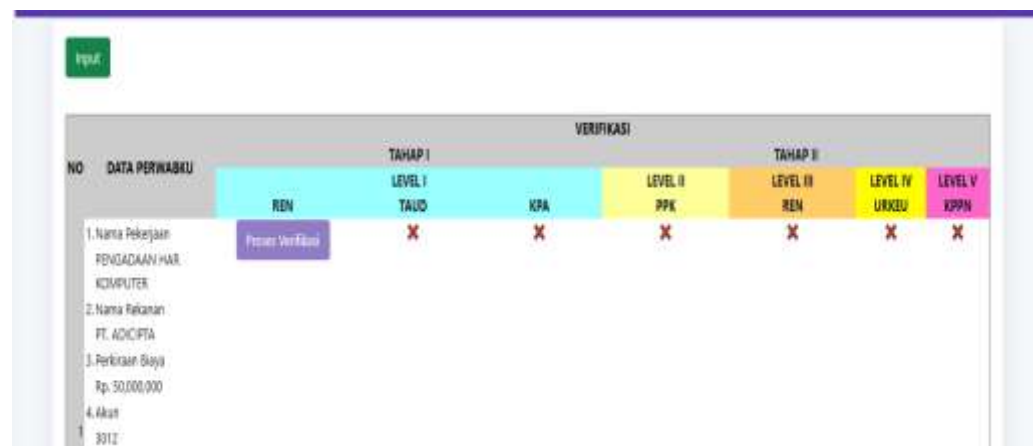 Input
VERIFIKASI
TAHAP I TAHAP II
NO DATA PERWABKU
LEVEL I LEVEL II LEVEL III LEVEL IV LEVEL V
REN TAUD KPA PPK REN URKEU KPPN
1. Nama Pekerjaan
Proses Verifikasi
PENGADAAN HAR
KOMPUTER
2. Nama Rekanan
PT. ADICIPTA
3. Perkiraan Biaya
Rp. 50,000,000
4. Akun
1
3012